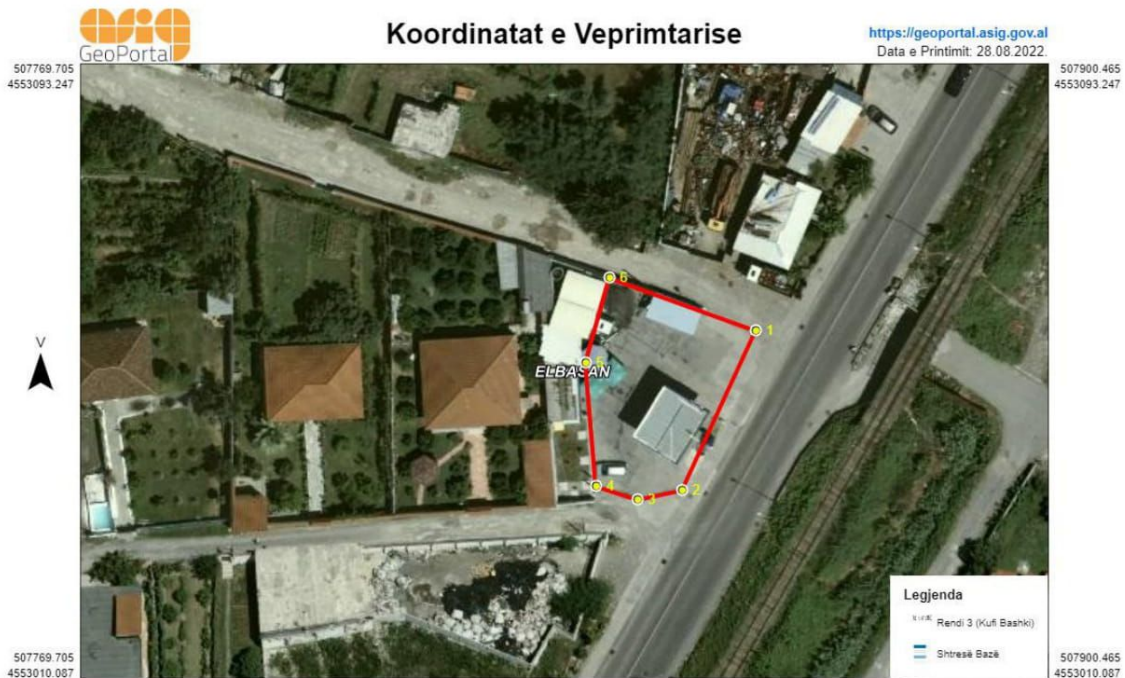 asig
GeoPortal
Koordinatat e Veprimtarise
https://geoportal.asig.gov.al
Data e Printimit: 28.08.2022.
507769.705
4553093.247
507900.465
4553093.247
V
6
1
5
ELBASAN
4
3
2
Legjenda
Rendi 3 (Kufi Bashki)
Shtresë Bazë
507769.705
4553010.087
507900.465
4553010.087